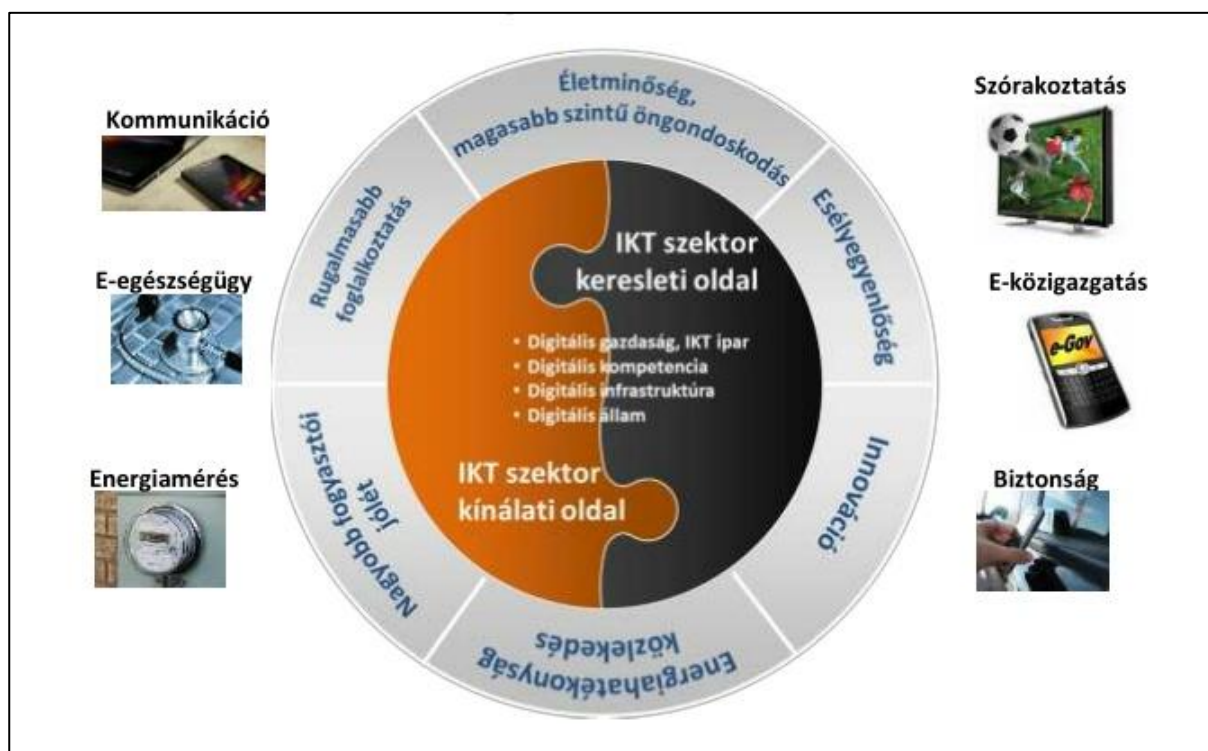 Kommunikáció
E-egészségügy
Energiamérés
Életminőség,
magasabb szintű öngondoskodás
Esélyegyenlőség
Innováció
Energiahatékonyság
közlekedés
Nagyobb fogyasztói
jólét
Rugalmasabb
foglalkoztatás
IKT szektor
keresleti oldal
• Digitális gazdaság, IKT ipar
• Digitális kompetencia
• Digitális infrastruktúra
• Digitális állam
IKT szektor
kínálati oldal
Szórakoztatás
E-közigazgatás
e-Gov
Biztonság